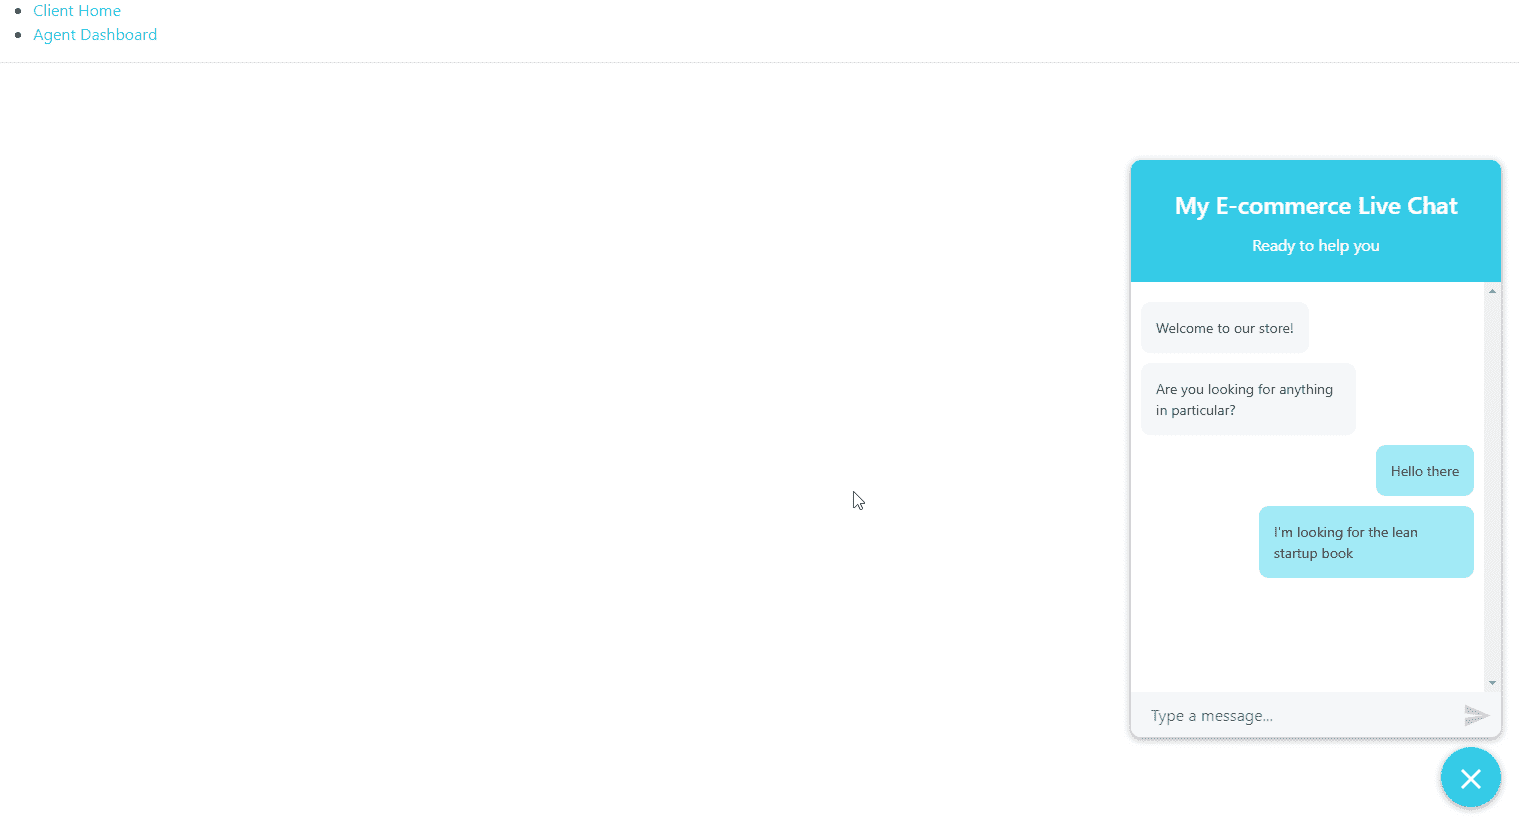 Client Home
Agent Dashboard
My E-commerce Live Chat
Ready to help you
Welcome to our store!
Are you looking for anything
in particular?
Hello there
I'm looking for the lean
startup book
Type a message...